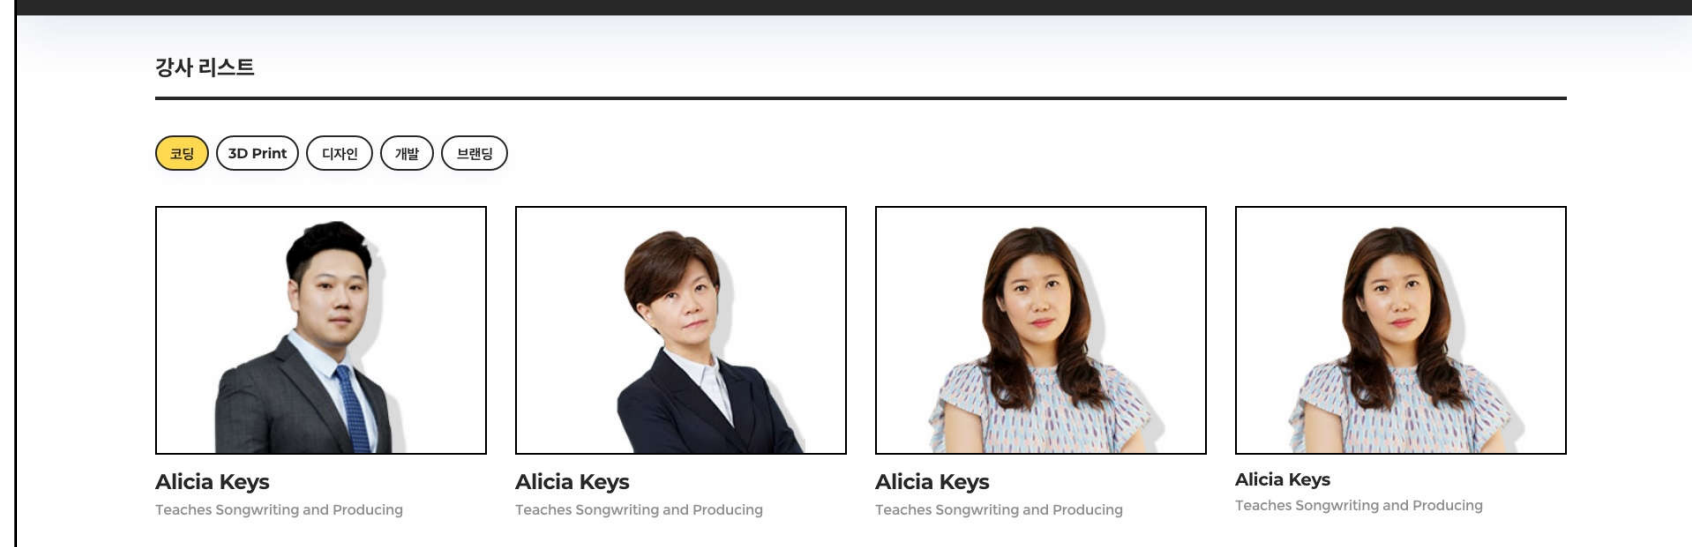 강사 리스트
코딩 3D Print 디자인 개발 브랜딩
Alicia Keys Alicia Keys Alicia Keys Alicia Keys
Teaches Songwriting and Producing Teaches Songwriting and Producing Teaches Songwriting and Producing Teaches Songwriting and Producing